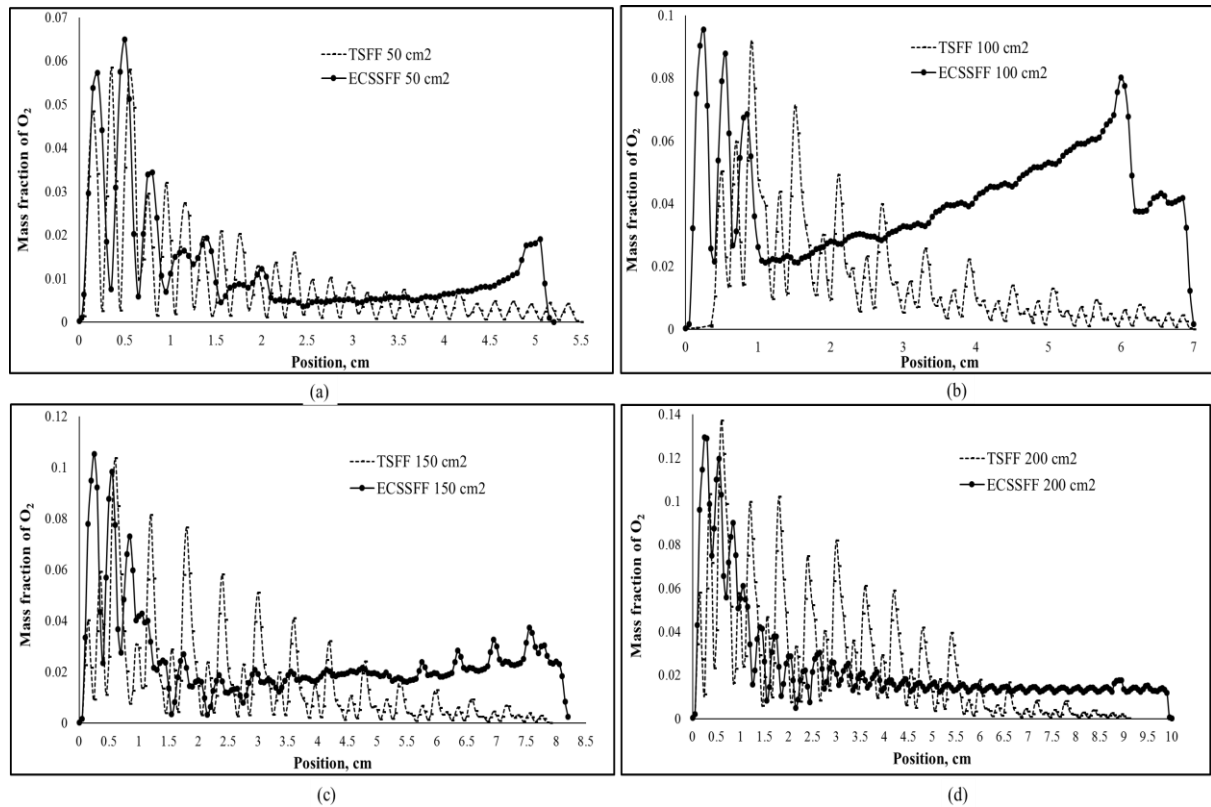 0.07
0.06
0.05
0.04
0.03
0.02
0.01
0
Mass fraction of O2
TSFF 50 cm2
ECSSFF 50 cm2
0 0.5 1 1.5 2 2.5 3 3.5 4 4.5 5 5.5
Position, cm
(a)
0.1
0.08
0.06
0.04
0.02
0
Mass fraction of O2
TSFF 100 cm2
ECSSFF 100 cm2
0 1 2 3 4 5 6 7
Position, cm
(b)
0.12
0.1
0.08
0.06
0.04
0.02
0
Mass fraction of O2
TSFF 150 cm2
ECSSFF 150 cm2
0 0.5 1 1.5 2 2.5 3 3.5 4 4.5 5 5.5 6 6.5 7 7.5 8 8.5
Position, cm
(c)
0.14
0.12
0.1
0.08
0.06
0.04
0.02
0
Mass fraction of O2
TSFF 200 cm2
ECSSFF 200 cm2
0 0.5 1 1.5 2 2.5 3 3.5 4 4.5 5 5.5 6 6.5 7 7.5 8 8.5 9 9.5 10
Position, cm
(d)